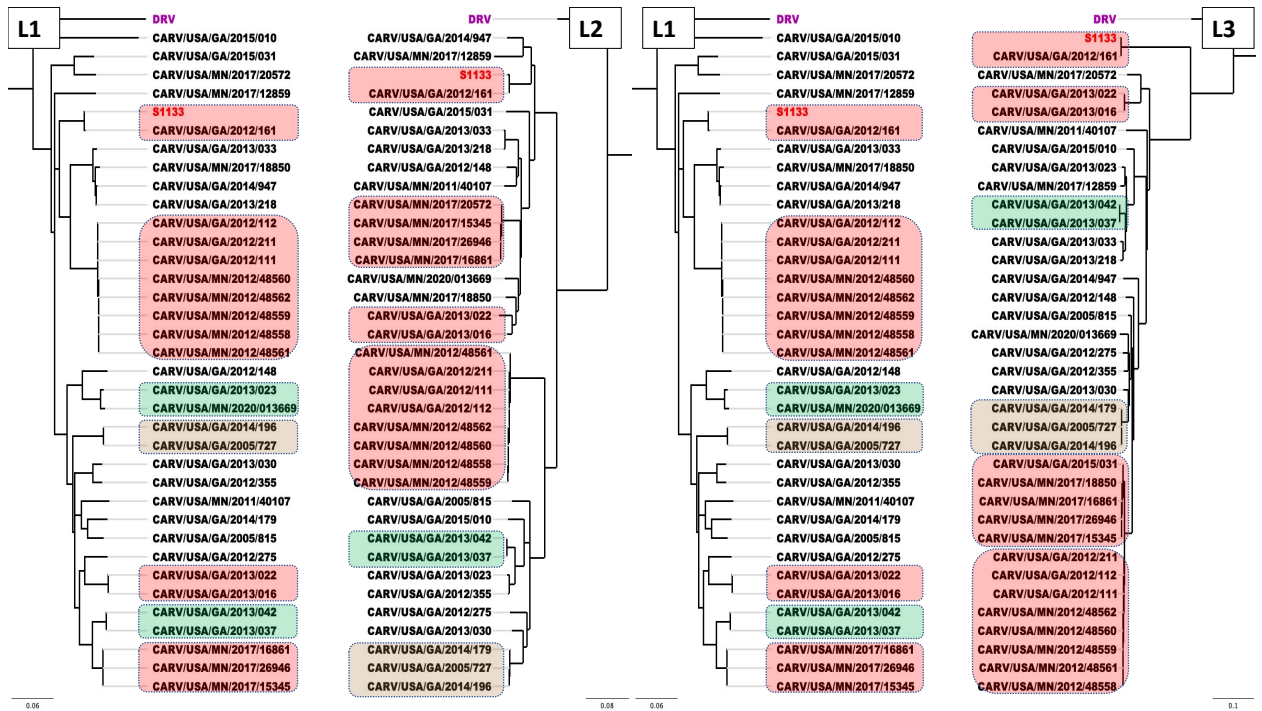 L1
DRV
CARV/USA/GA/2015/010
CARV/USA/GA/2015/031
CARV/USA/MN/2017/20572
CARV/USA/MN/2017/12859
S1133
CARV/USA/GA/2012/161
CARV/USA/GA/2013/033
CARV/USA/MN/2017/18850
CARV/USA/GA/2014/947
CARV/USA/GA/2013/218
CARV/USA/GA/2012/112
CARV/USA/GA/2012/211
CARV/USA/GA/2012/111
CARV/USA/MN/2012/48560
CARV/USA/MN/2012/48562
CARV/USA/MN/2012/48559
CARV/USA/MN/2012/48558
CARV/USA/MN/2012/48561
CARV/USA/GA/2012/148
CARV/USA/GA/2013/023
CARV/USA/MN/2020/013669
CARV/USA/GA/2014/196
CARV/USA/GA/2005/727
CARV/USA/GA/2013/030
CARV/USA/GA/2012/355
CARV/USA/MN/2011/40107
CARV/USA/GA/2014/179
CARV/USA/GA/2005/815
CARV/USA/GA/2012/275
CARV/USA/GA/2013/022
CARV/USA/GA/2013/016
CARV/USA/GA/2013/042
CARV/USA/GA/2013/037
CARV/USA/MN/2017/16861
CARV/USA/MN/2017/26946
CARV/USA/MN/2017/15345
0.06
L2
DRV
CARV/USA/GA/2014/947
CARV/USA/MN/2017/12859
S1133
CARV/USA/GA/2012/161
CARV/USA/GA/2015/031
CARV/USA/GA/2013/033
CARV/USA/GA/2013/218
CARV/USA/GA/2012/148
CARV/USA/MN/2011/40107
CARV/USA/MN/2017/20572
CARV/USA/MN/2017/15345
CARV/USA/MN/2017/26946
CARV/USA/MN/2017/16861
CARV/USA/MN/2020/013669
CARV/USA/MN/2017/18850
CARV/USA/GA/2013/022
CARV/USA/GA/2013/016
CARV/USA/MN/2012/48561
CARV/USA/GA/2012/211
CARV/USA/GA/2012/111
CARV/USA/GA/2012/112
CARV/USA/MN/2012/48562
CARV/USA/MN/2012/48560
CARV/USA/MN/2012/48558
CARV/USA/MN/2012/48559
CARV/USA/GA/2005/815
CARV/USA/GA/2015/010
CARV/USA/GA/2013/042
CARV/USA/GA/2013/037
CARV/USA/GA/2013/023
CARV/USA/GA/2012/355
CARV/USA/GA/2012/275
CARV/USA/GA/2013/030
CARV/USA/GA/2014/179
CARV/USA/GA/2005/727
CARV/USA/GA/2014/196
0.08
L1
DRV
CARV/USA/GA/2015/010
CARV/USA/GA/2015/031
CARV/USA/MN/2017/20572
CARV/USA/MN/2017/12859
S1133
CARV/USA/GA/2012/161
CARV/USA/GA/2013/033
CARV/USA/MN/2017/18850
CARV/USA/GA/2014/947
CARV/USA/GA/2013/218
CARV/USA/GA/2012/112
CARV/USA/GA/2012/211
CARV/USA/GA/2012/111
CARV/USA/MN/2012/48560
CARV/USA/MN/2012/48562
CARV/USA/MN/2012/48559
CARV/USA/MN/2012/48558
CARV/USA/MN/2012/48561
CARV/USA/GA/2012/148
CARV/USA/GA/2013/023
CARV/USA/MN/2020/013669
CARV/USA/GA/2014/196
CARV/USA/GA/2005/727
CARV/USA/GA/2013/030
CARV/USA/GA/2012/355
CARV/USA/MN/2011/40107
CARV/USA/GA/2014/179
CARV/USA/GA/2005/815
CARV/USA/GA/2012/275
CARV/USA/GA/2013/022
CARV/USA/GA/2013/016
CARV/USA/GA/2013/042
CARV/USA/GA/2013/037
CARV/USA/MN/2017/16861
CARV/USA/MN/2017/26946
CARV/USA/MN/2017/15345
0.06
L3
DRV
S1133
CARV/USA/GA/2012/161
CARV/USA/MN/2017/20572
CARV/USA/GA/2013/022
CARV/USA/GA/2013/016
CARV/USA/MN/2011/40107
CARV/USA/GA/2015/010
CARV/USA/GA/2013/023
CARV/USA/MN/2017/12859
CARV/USA/GA/2013/042
CARV/USA/GA/2013/037
CARV/USA/GA/2013/033
CARV/USA/GA/2013/218
CARV/USA/GA/2014/947
CARV/USA/GA/2012/148
CARV/USA/GA/2005/815
CARV/USA/MN/2020/013669
CARV/USA/GA/2012/275
CARV/USA/GA/2012/355
CARV/USA/GA/2013/030
CARV/USA/GA/2014/179
CARV/USA/GA/2005/727
CARV/USA/GA/2014/196
CARV/USA/GA/2015/031
CARV/USA/MN/2017/18850
CARV/USA/MN/2017/16861
CARV/USA/MN/2017/26946
CARV/USA/MN/2017/15345
CARV/USA/GA/2012/211
CARV/USA/GA/2012/112
CARV/USA/GA/2012/111
CARV/USA/MN/2012/48562
CARV/USA/MN/2012/48560
CARV/USA/MN/2012/48559
CARV/USA/MN/2012/48561
CARV/USA/MN/2012/48558
0.1